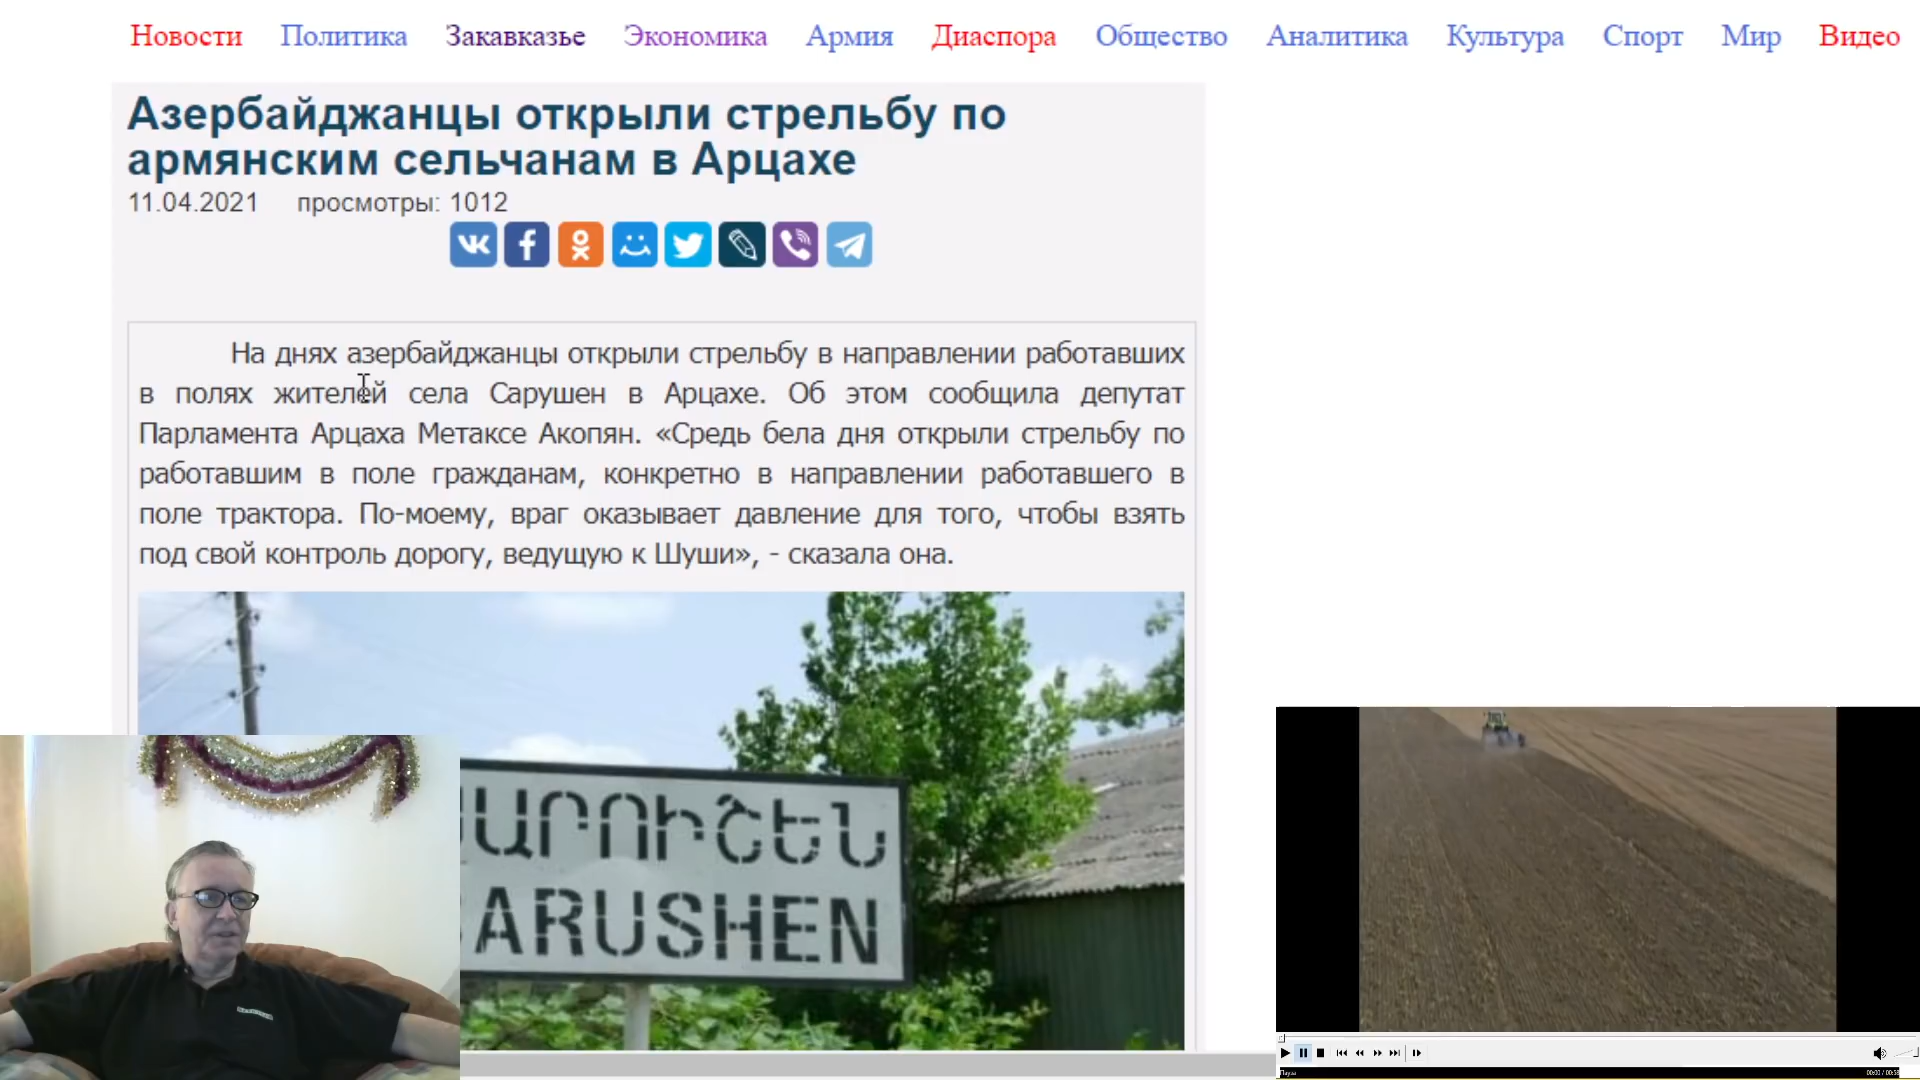 Новости Политика Закавказье Экономика Армия Диаспора Общество Аналитика Культура Спорт Мир Видео
Азербайджанцы открыли стрельбу по
армянским сельчанам в Арцахе
11.04.2021 просмотры: 1012
На днях азербайджанцы открыли стрельбу в направлении работавших
в полях жителей села Сарушен в Арцахе. Об этом сообщила депутат
Парламента Арцаха Метаксе Акопян. «Средь бела дня открыли стрельбу по
работавшим в поле гражданам, конкретно в направлении работавшего в
поле трактора. По-моему, враг оказывает давление для того, чтобы взять
под свой контроль дорогу, ведущую к Шуши», - сказала она.
ԱՐՈՒՇԵՆ
ARUSHEN
Пауза